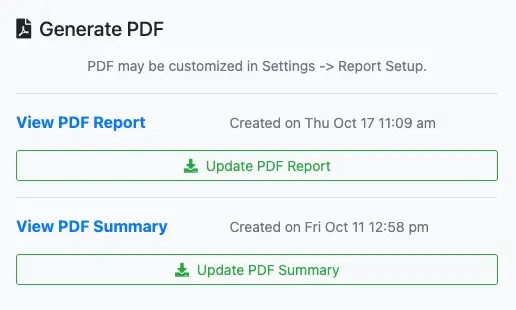 Generate PDF
PDF may be customized in Settings -> Report Setup.
View PDF Report Created on Thu Oct 17 11:09 am
Update PDF Report
View PDF Summary Created on Fri Oct 11 12:58 pm
Update PDF Summary